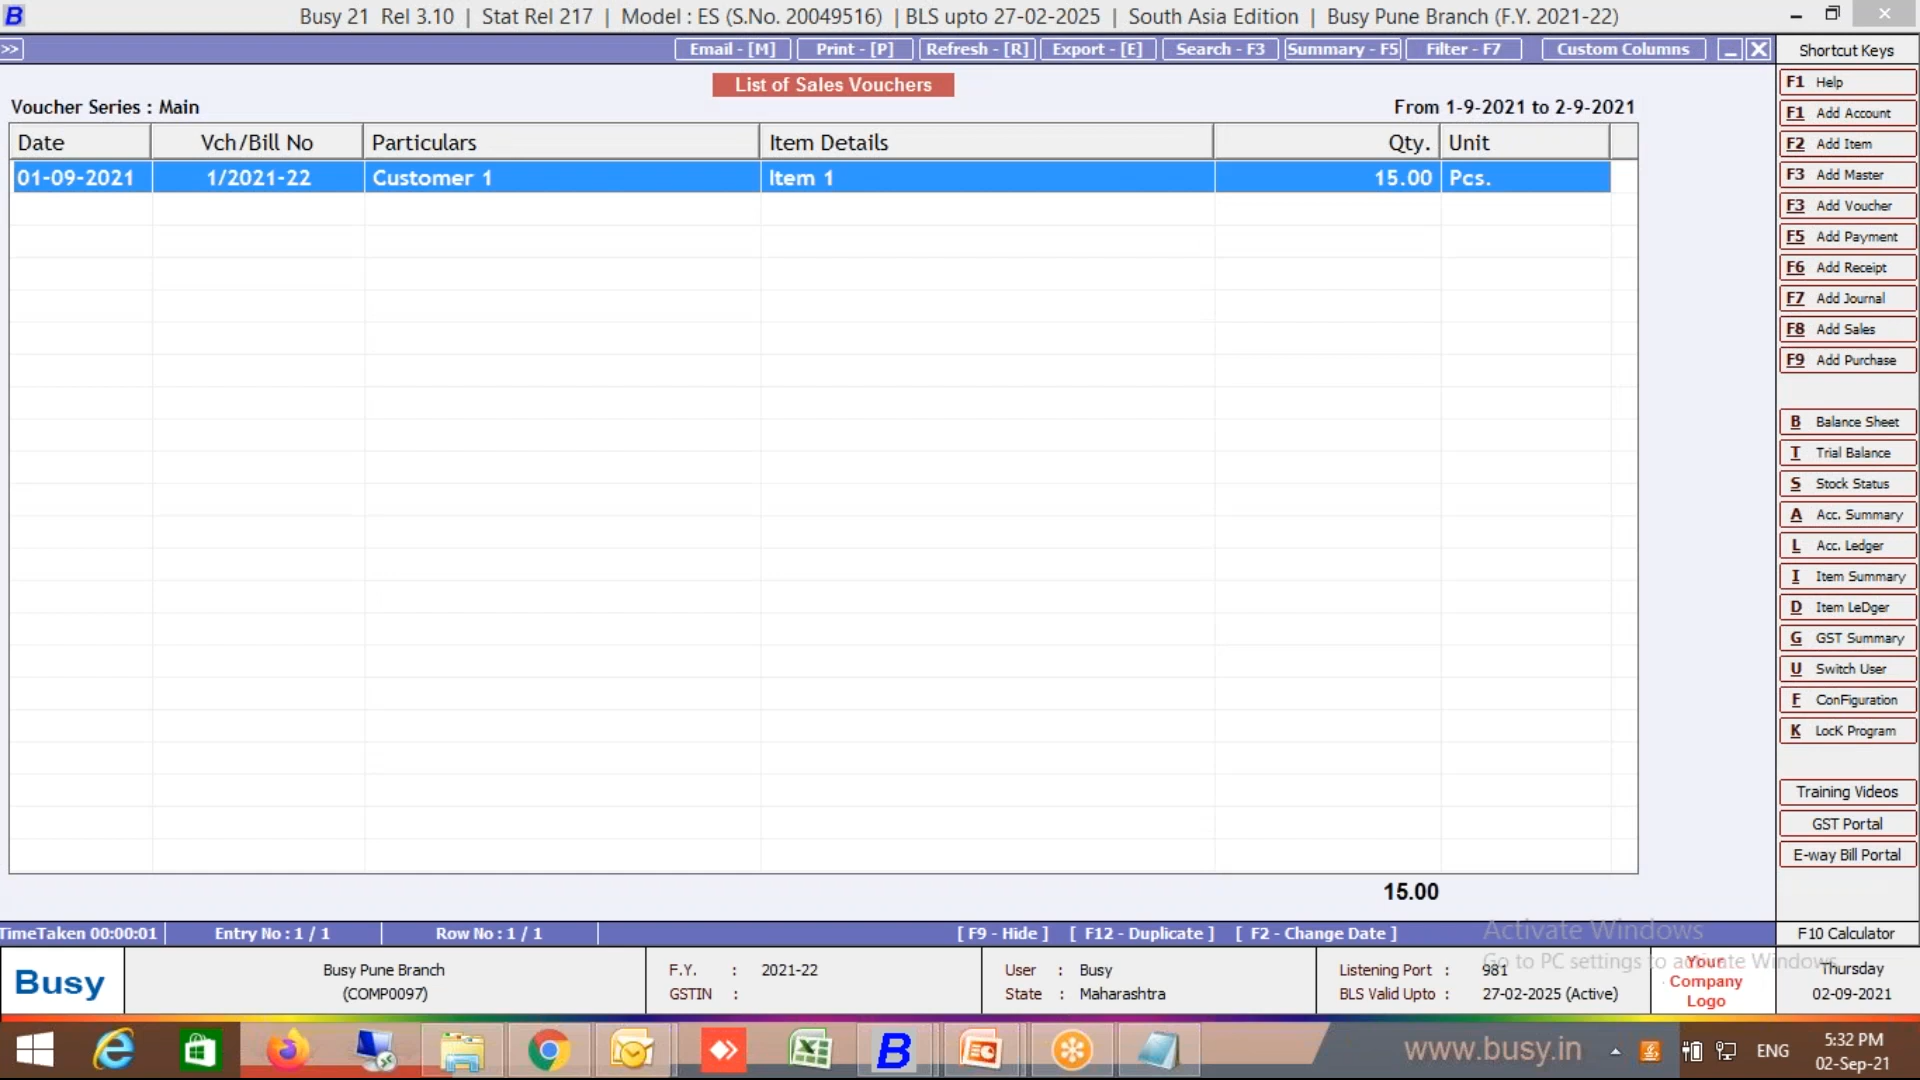 B Busy 21 Rel 3.10 | Stat Rel 217 | Model : ES (S.No. 20049516) | BLS upto 27-02-2025 | South Asia Edition | Busy Pune Branch (F.Y. 2021-22)
>> Email - [M] Print - [P] Refresh - [R] Export - [E] Search - F3 Summary - F5 Filter - F7 Custom Columns
List of Sales Vouchers
Voucher Series : Main From 1-9-2021 to 2-9-2021
Date Vch/Bill No Particulars Item Details Qty. Unit
01-09-2021 1/2021-22 Customer 1 Item 1 15.00 Pcs.
15.00
Shortcut Keys
F1 Help
F1 Add Account
F2 Add Item
F3 Add Master
F3 Add Voucher
F5 Add Payment
F6 Add Receipt
F7 Add Journal
F8 Add Sales
F9 Add Purchase
B Balance Sheet
T Trial Balance
S Stock Status
A Acc. Summary
L Acc. Ledger
I Item Summary
D Item LeDger
G GST Summary
U Switch User
F ConFiguration
K LocK Program
Training Videos
GST Portal
E-way Bill Portal
F10 Calculator
TimeTaken 00:00:01 Entry No : 1 / 1 Row No : 1 / 1 [ F9 - Hide ] [ F12 - Duplicate ] [ F2 - Change Date ]
Activate Windows
Go to PC settings to activate Windows.
Busy
Busy Pune Branch
(COMP0097)
F.Y. : 2021-22
GSTIN :
User : Busy
State : Maharashtra
Listening Port : 981
BLS Valid Upto : 27-02-2025 (Active)
Your
Company
Logo
Thursday
02-09-2021
www.busy.in
ENG
5:32 PM
02-Sep-21